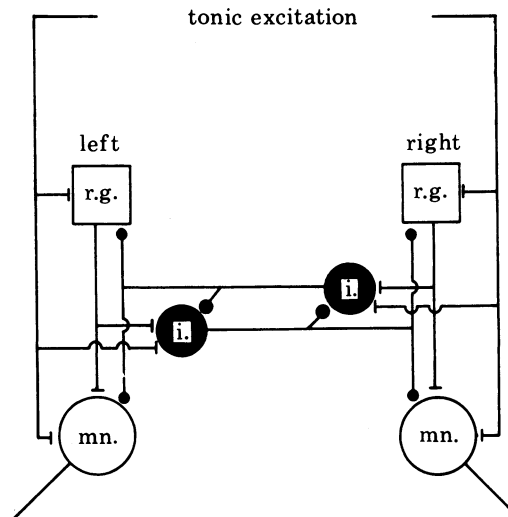 tonic excitation
left
right
r.g.
r.g.
i.
i.
mn.
mn.